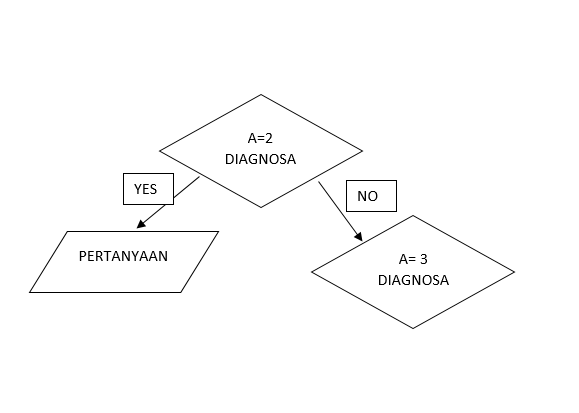 A=2
DIAGNOSA
YES
NO
PERTANYAAN
A= 3
DIAGNOSA